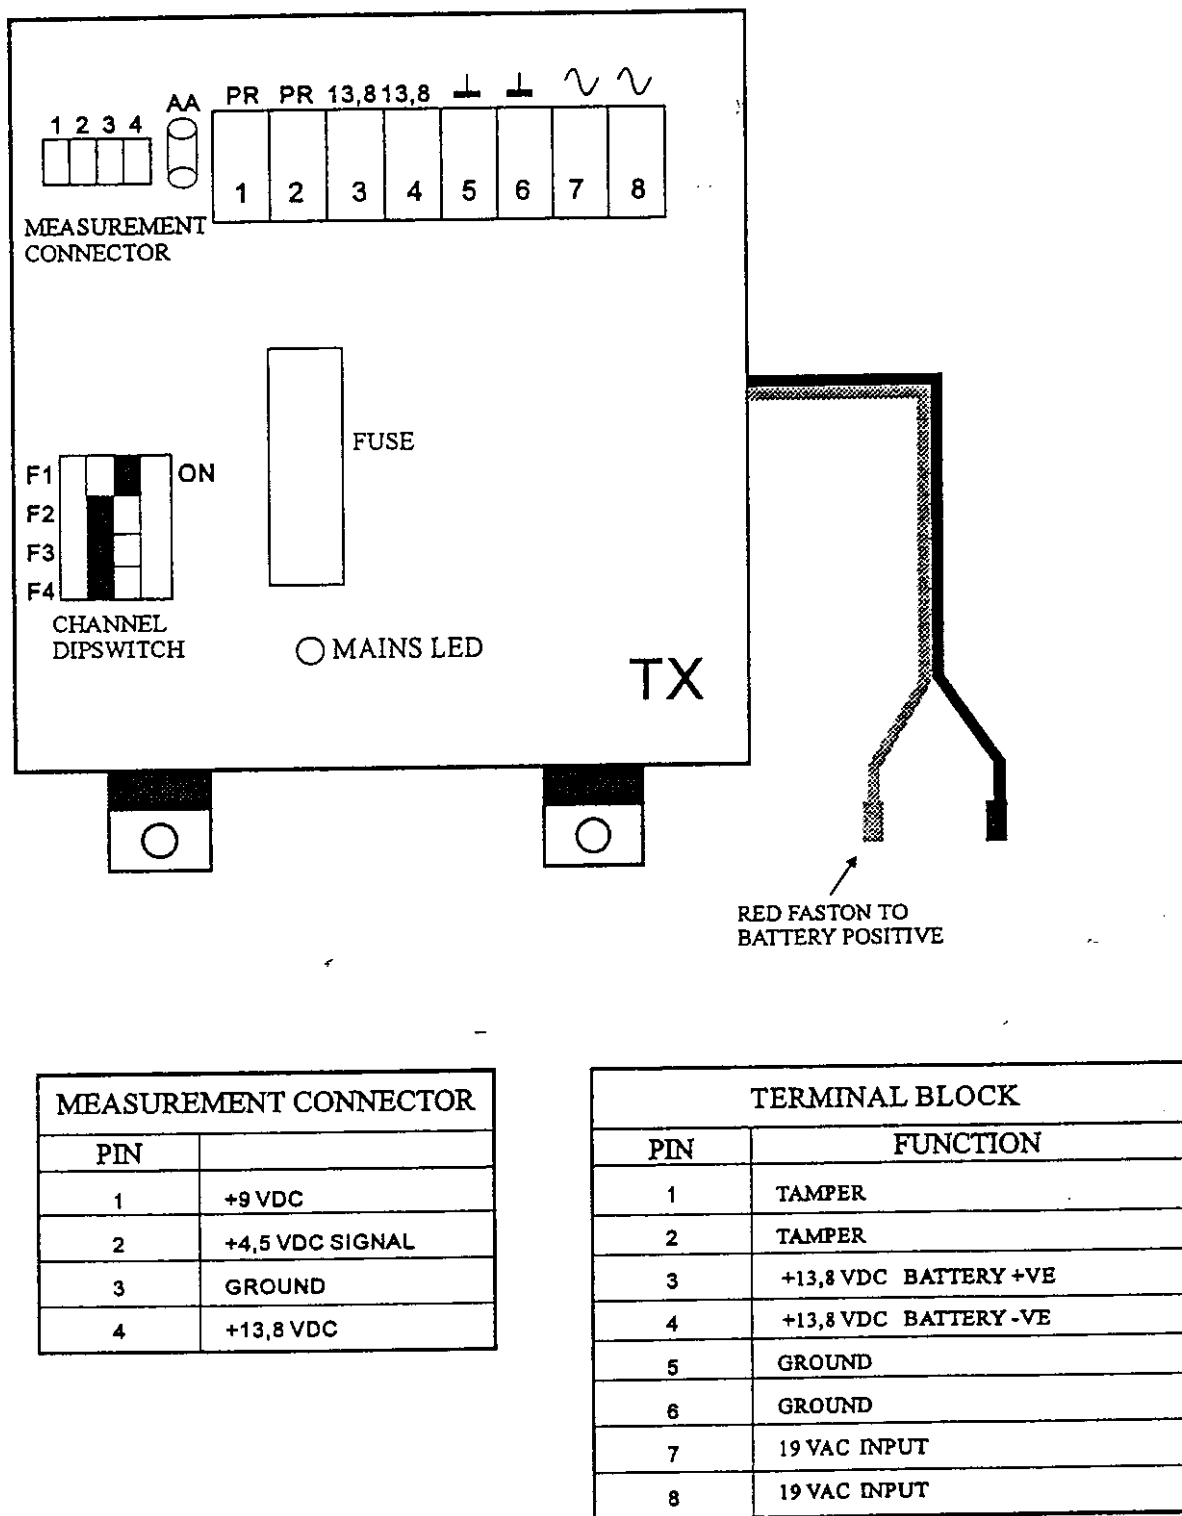 AA PR PR 13,8 13,8
1 2 3 4
1 2 3 4 5 6 7 8
MEASUREMENT
CONNECTOR
FUSE
F1 ON
F2
F3
F4
CHANNEL
DIPSWITCH
MAINS LED
TX
RED FASTON TO
BATTERY POSITIVE
MEASUREMENT CONNECTOR
PIN
1 +9 VDC
2 +4,5 VDC SIGNAL
3 GROUND
4 +13,8 VDC
TERMINAL BLOCK
PIN FUNCTION
1 TAMPER
2 TAMPER
3 +13,8 VDC BATTERY +VE
4 +13,8 VDC BATTERY -VE
5 GROUND
6 GROUND
7 19 VAC INPUT
8 19 VAC INPUT